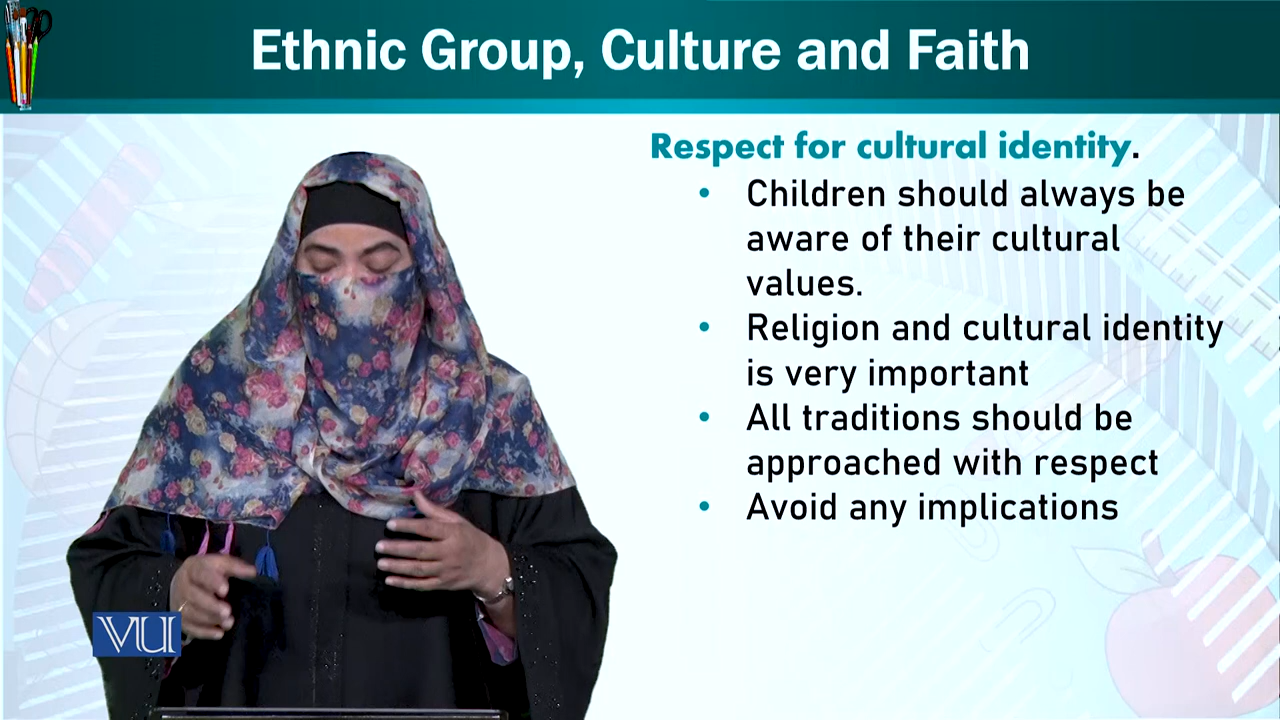 Ethnic Group, Culture and Faith
Respect for cultural identity.
• Children should always be
aware of their cultural
values.
• Religion and cultural identity
is very important
• All traditions should be
approached with respect
• Avoid any implications
VU